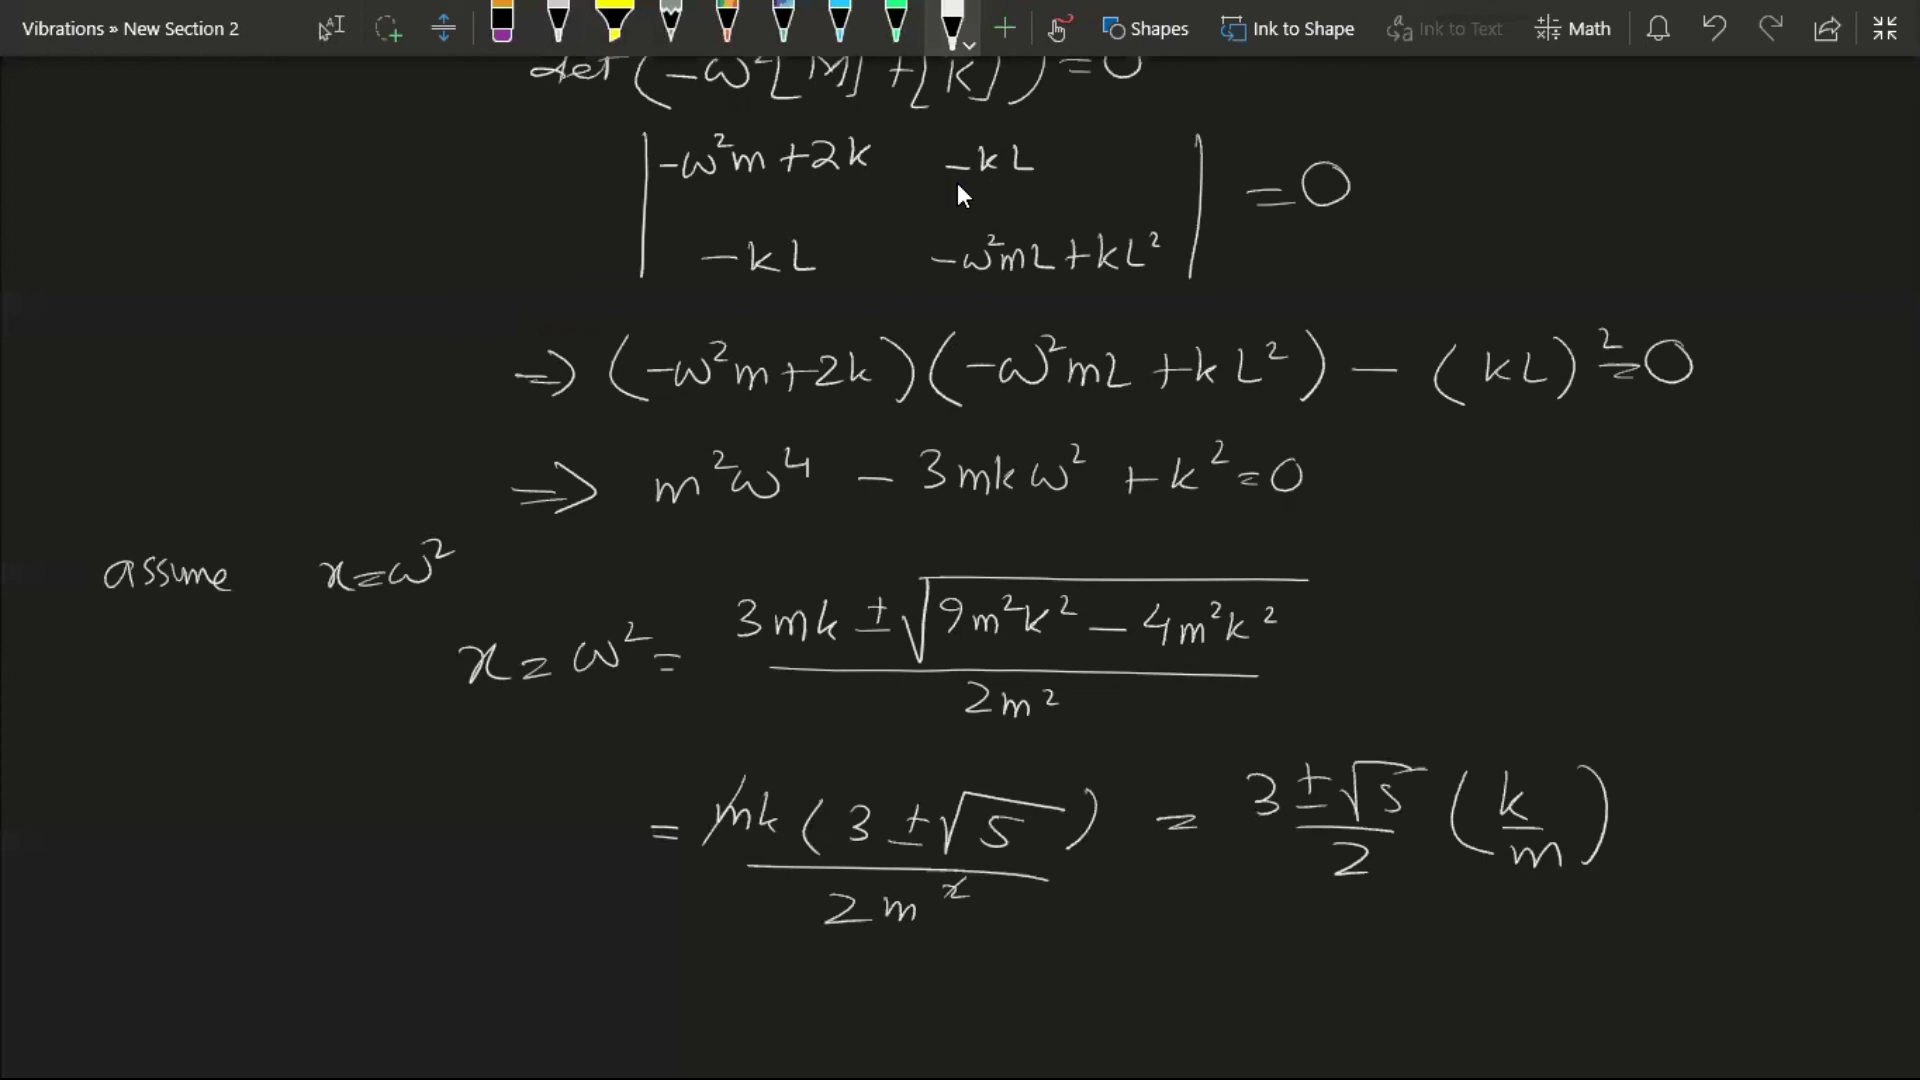 Vibrations » New Section 2 Shapes Ink to Shape Ink to Text Math
det (-ω²[M] + [K]) = 0
| -ω²m + 2k   -kL |
| -kL   -ω²mL + kL² | = 0
=> (-ω²m + 2k)(-ω²mL + kL²) - (kL)² = 0
=> m²ω⁴ - 3mkω² + k² = 0
assume x = ω²
x = ω² = (3mk ± √(9m²k² - 4m²k²)) / 2m²
= mk(3 ± √5) / 2m² = (3 ± √5)/2 (k/m)